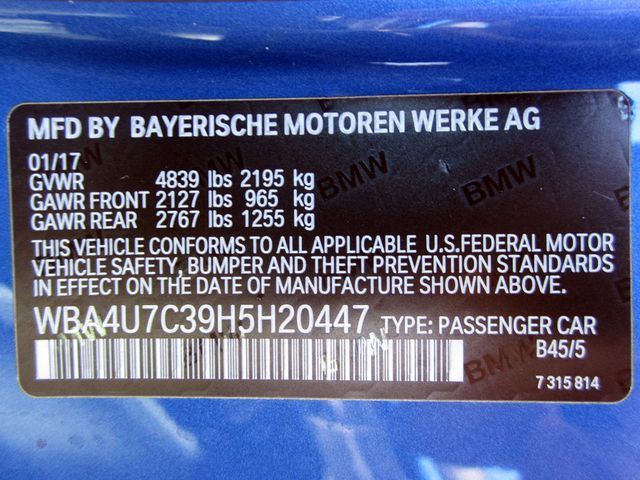 MFD BY BAYERISCHE MOTOREN WERKE AG
01/17
GVWR 4839 lbs 2195 kg
GAWR FRONT 2127 lbs 965 kg
GAWR REAR 2767 lbs 1255 kg
THIS VEHICLE CONFORMS TO ALL APPLICABLE U.S.FEDERAL MOTOR
VEHICLE SAFETY, BUMPER AND THEFT PREVENTION STANDARDS
IN EFFECT ON THE DATE OF MANUFACTURE SHOWN ABOVE.
WBA4U7C39H5H20447 TYPE: PASSENGER CAR
B45/5
7 315 814
BMW
BMW